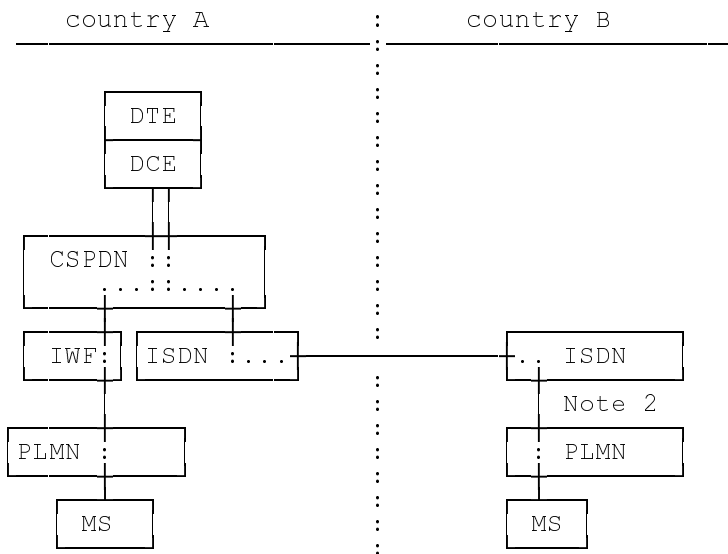 country A country B
DTE
DCE
CSPDN
IWF ISDN ISDN
Note 2
PLMN PLMN
MS MS